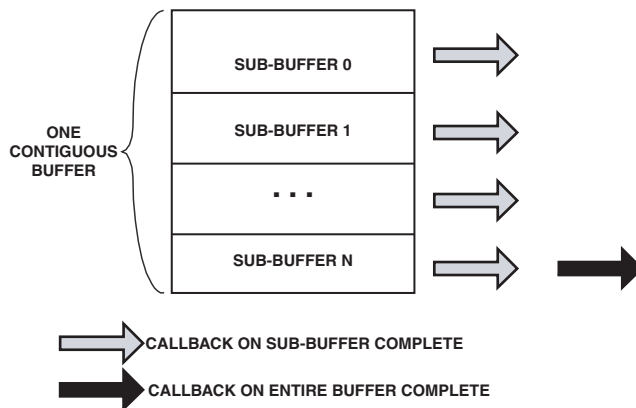 SUB-BUFFER 0
ONE
CONTIGUOUS
BUFFER
SUB-BUFFER 1
. . .
SUB-BUFFER N
CALLBACK ON SUB-BUFFER COMPLETE
CALLBACK ON ENTIRE BUFFER COMPLETE